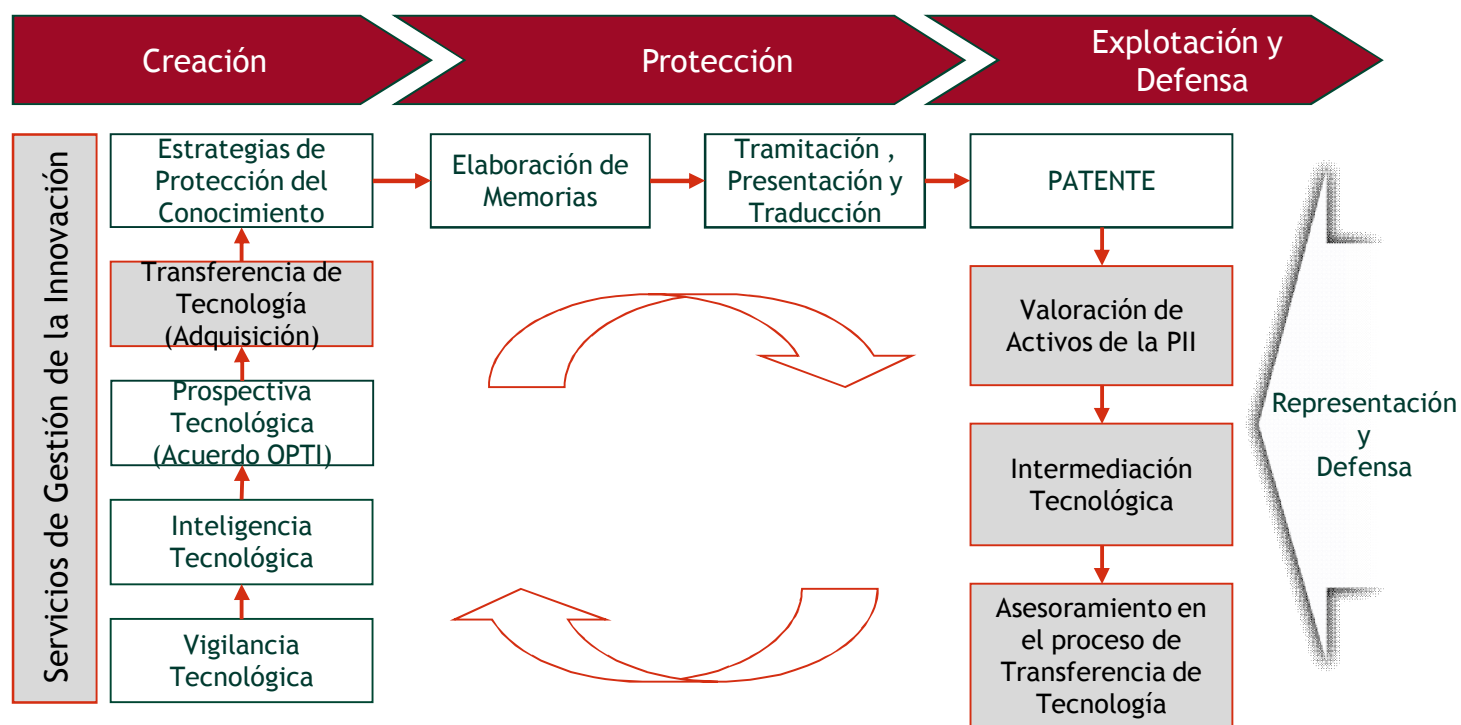 Creación
Protección
Explotación y
Defensa
Servicios de Gestión de la Innovación
Estrategias de
Protección del
Conocimiento
Elaboración de
Memorias
Tramitación ,
Presentación y
Traducción
PATENTE
Transferencia de
Tecnología
(Adquisición)
Prospectiva
Tecnológica
(Acuerdo OPTI)
Inteligencia
Tecnológica
Vigilancia
Tecnológica
Valoración de
Activos de la PII
Intermediación
Tecnológica
Asesoramiento en
el proceso de
Transferencia de
Tecnología
Representación
y
Defensa